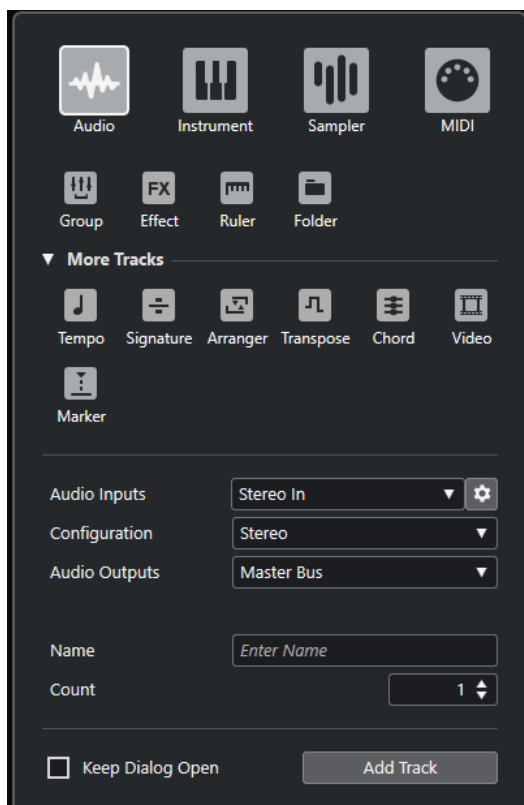 Audio Instrument Sampler MIDI
FX
Group Effect Ruler Folder
▼ More Tracks
Tempo Signature Arranger Transpose Chord Video
Marker
Audio Inputs Stereo In
Configuration Stereo
Audio Outputs Master Bus
Name Enter Name
Count 1
Keep Dialog Open Add Track